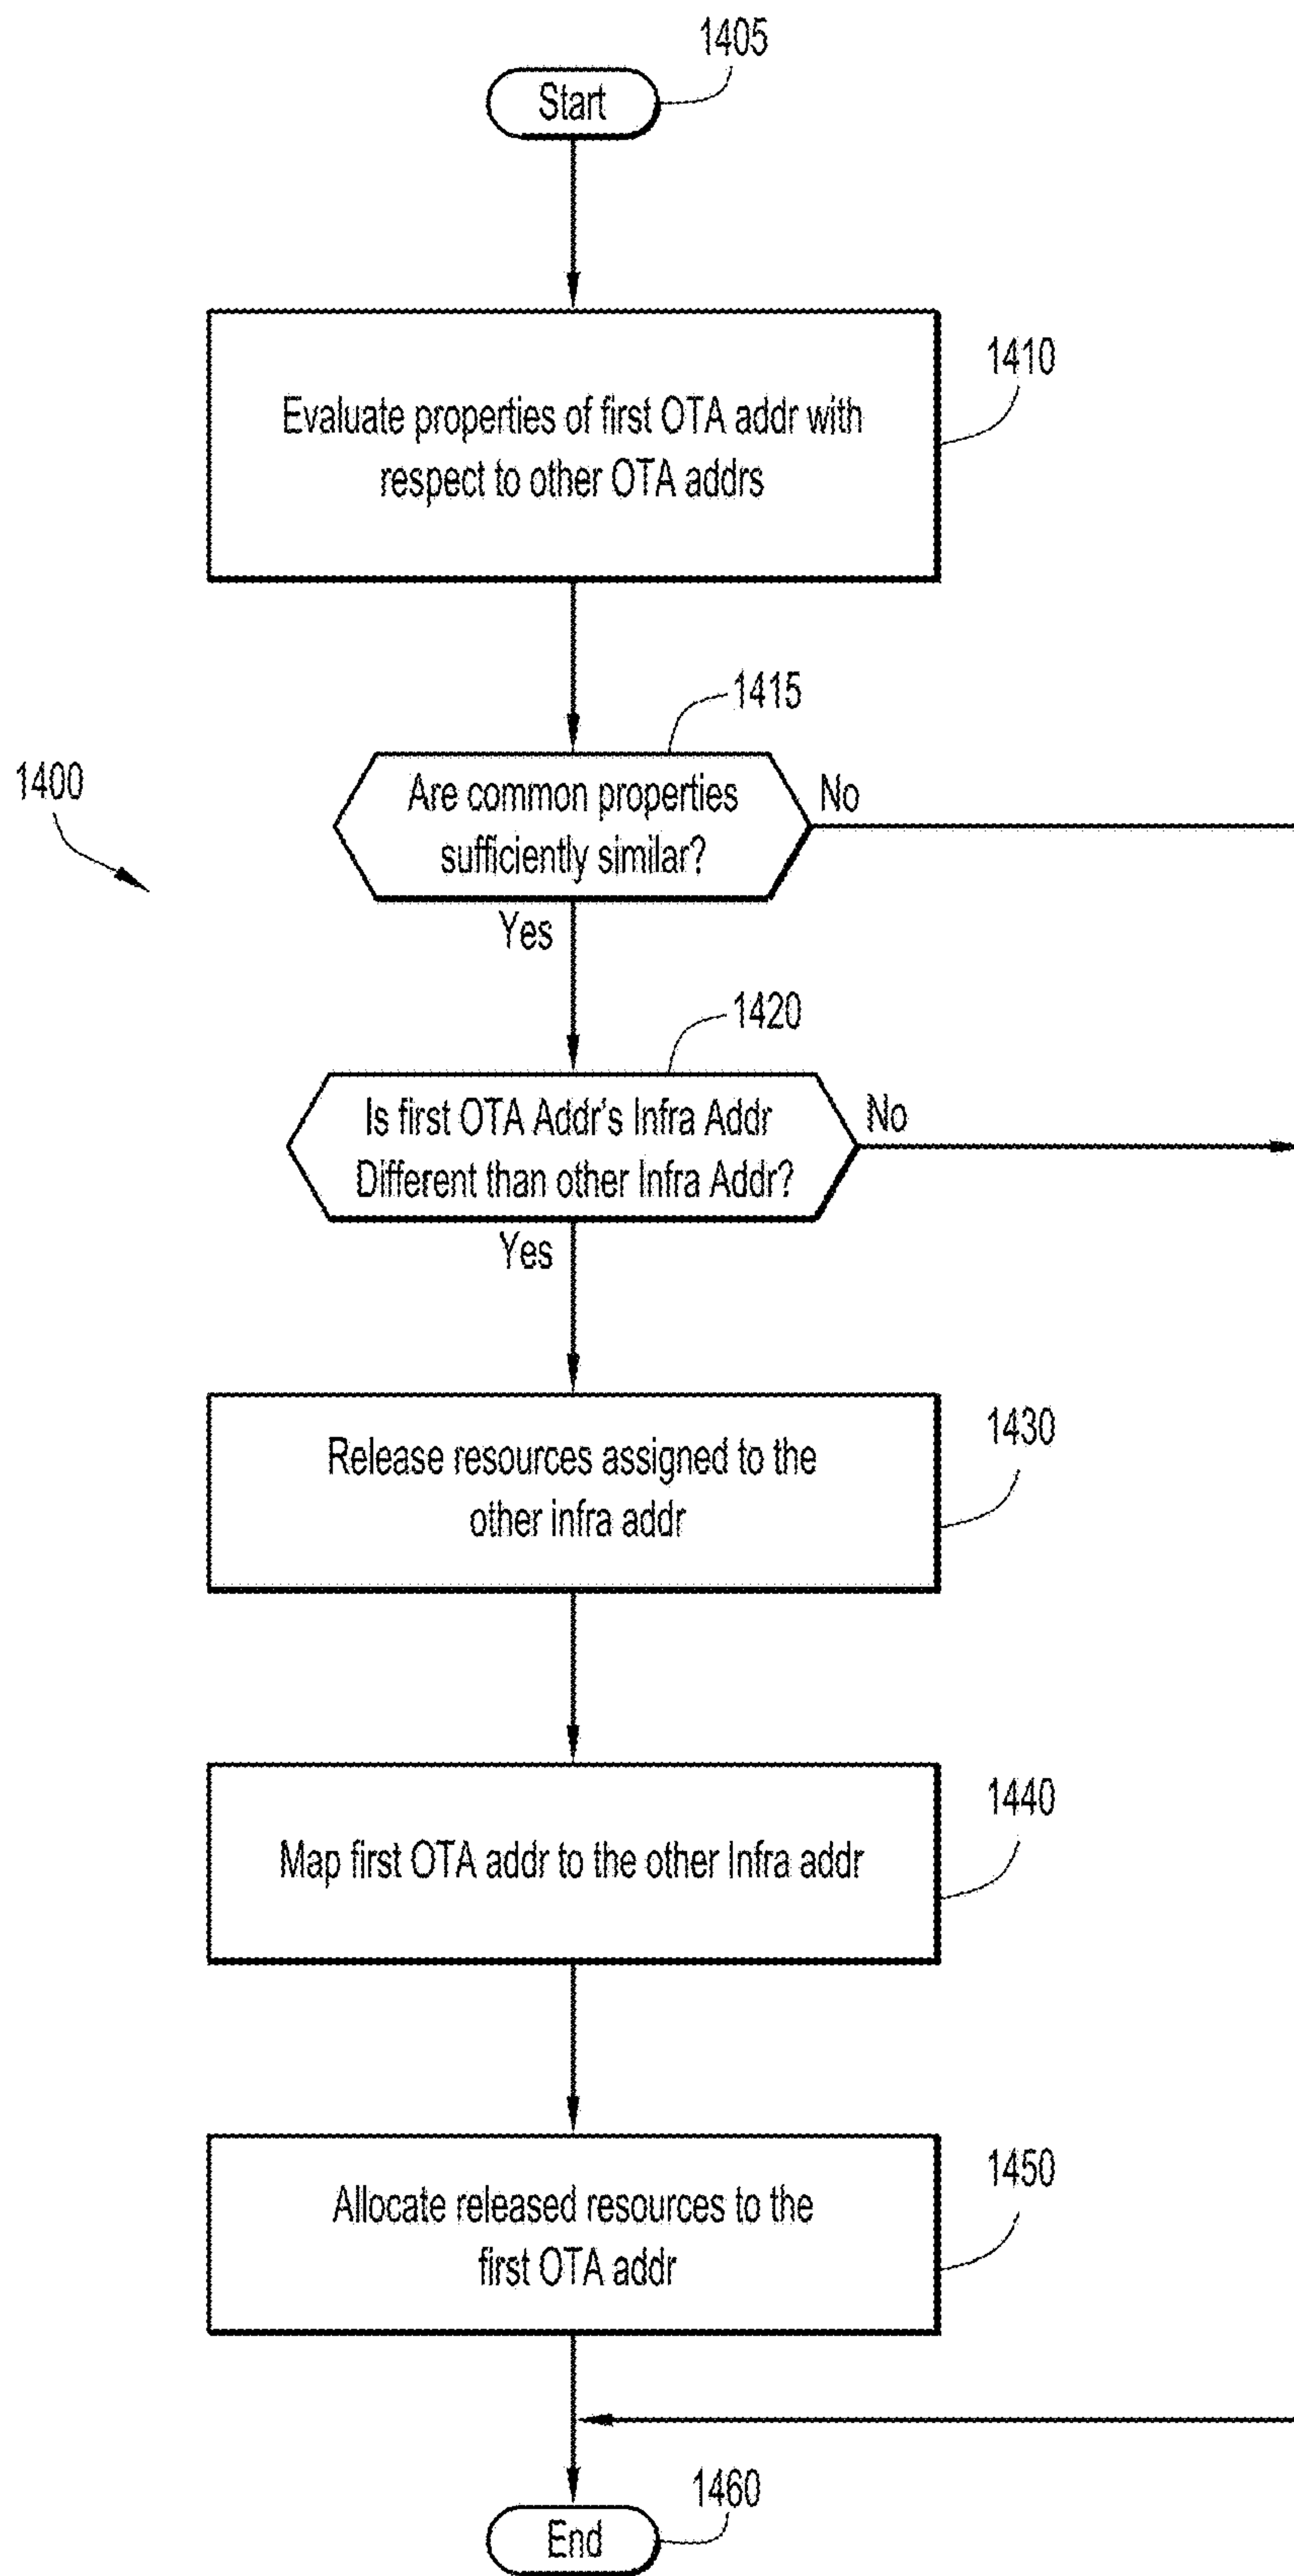 1405
Start
1410
Evaluate properties of first OTA addr with
respect to other OTA addrs
1415
1400
Are common properties
sufficiently similar?
No
Yes
1420
Is first OTA Addr's Infra Addr
Different than other Infra Addr?
No
Yes
1430
Release resources assigned to the
other infra addr
1440
Map first OTA addr to the other Infra addr
1450
Allocate released resources to the
first OTA addr
1460
End